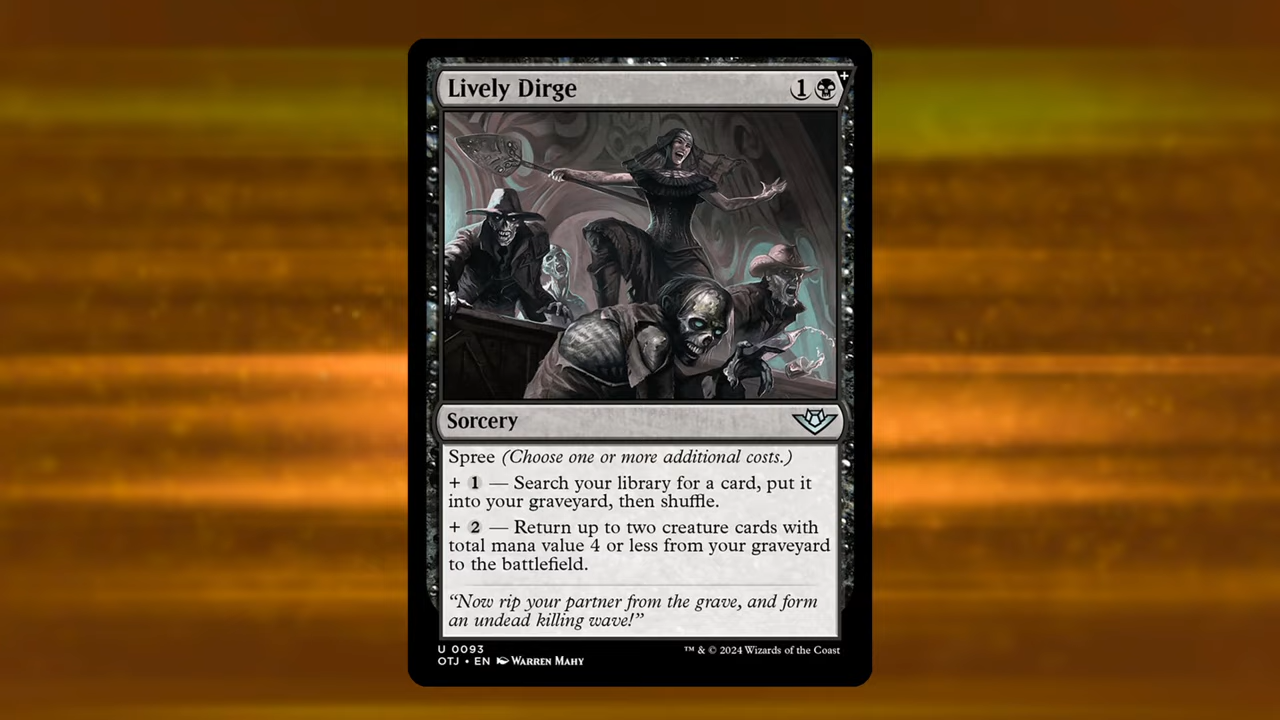 Lively Dirge 1
Sorcery
Spree (Choose one or more additional costs.)
+ 1 — Search your library for a card, put it
into your graveyard, then shuffle.
+ 2 — Return up to two creature cards with
total mana value 4 or less from your graveyard
to the battlefield.
“Now rip your partner from the grave, and form
an undead killing wave!”
U 0093
OTJ • EN WARREN MAHY
™ & © 2024 Wizards of the Coast